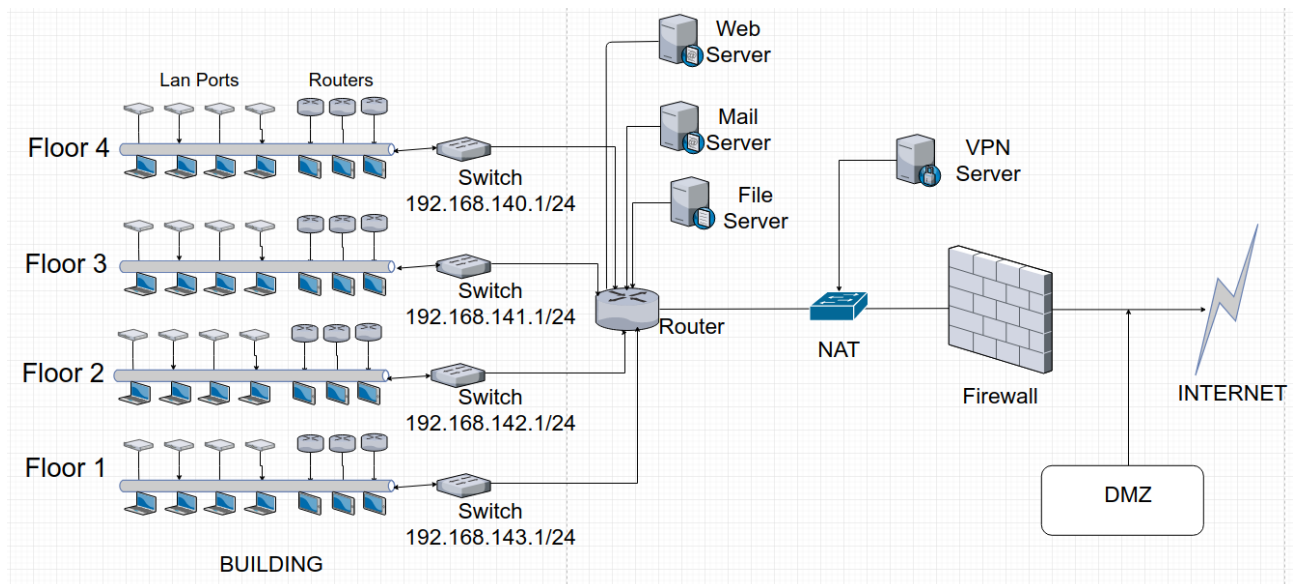 Web
Server
Lan Ports
Routers
Mail
Server
Floor 4
VPN
Server
Switch
192.168.140.1/24
File
Server
Floor 3
Switch
192.168.141.1/24
Router
NAT
Floor 2
Firewall
INTERNET
Switch
192.168.142.1/24
Floor 1
DMZ
Switch
192.168.143.1/24
BUILDING